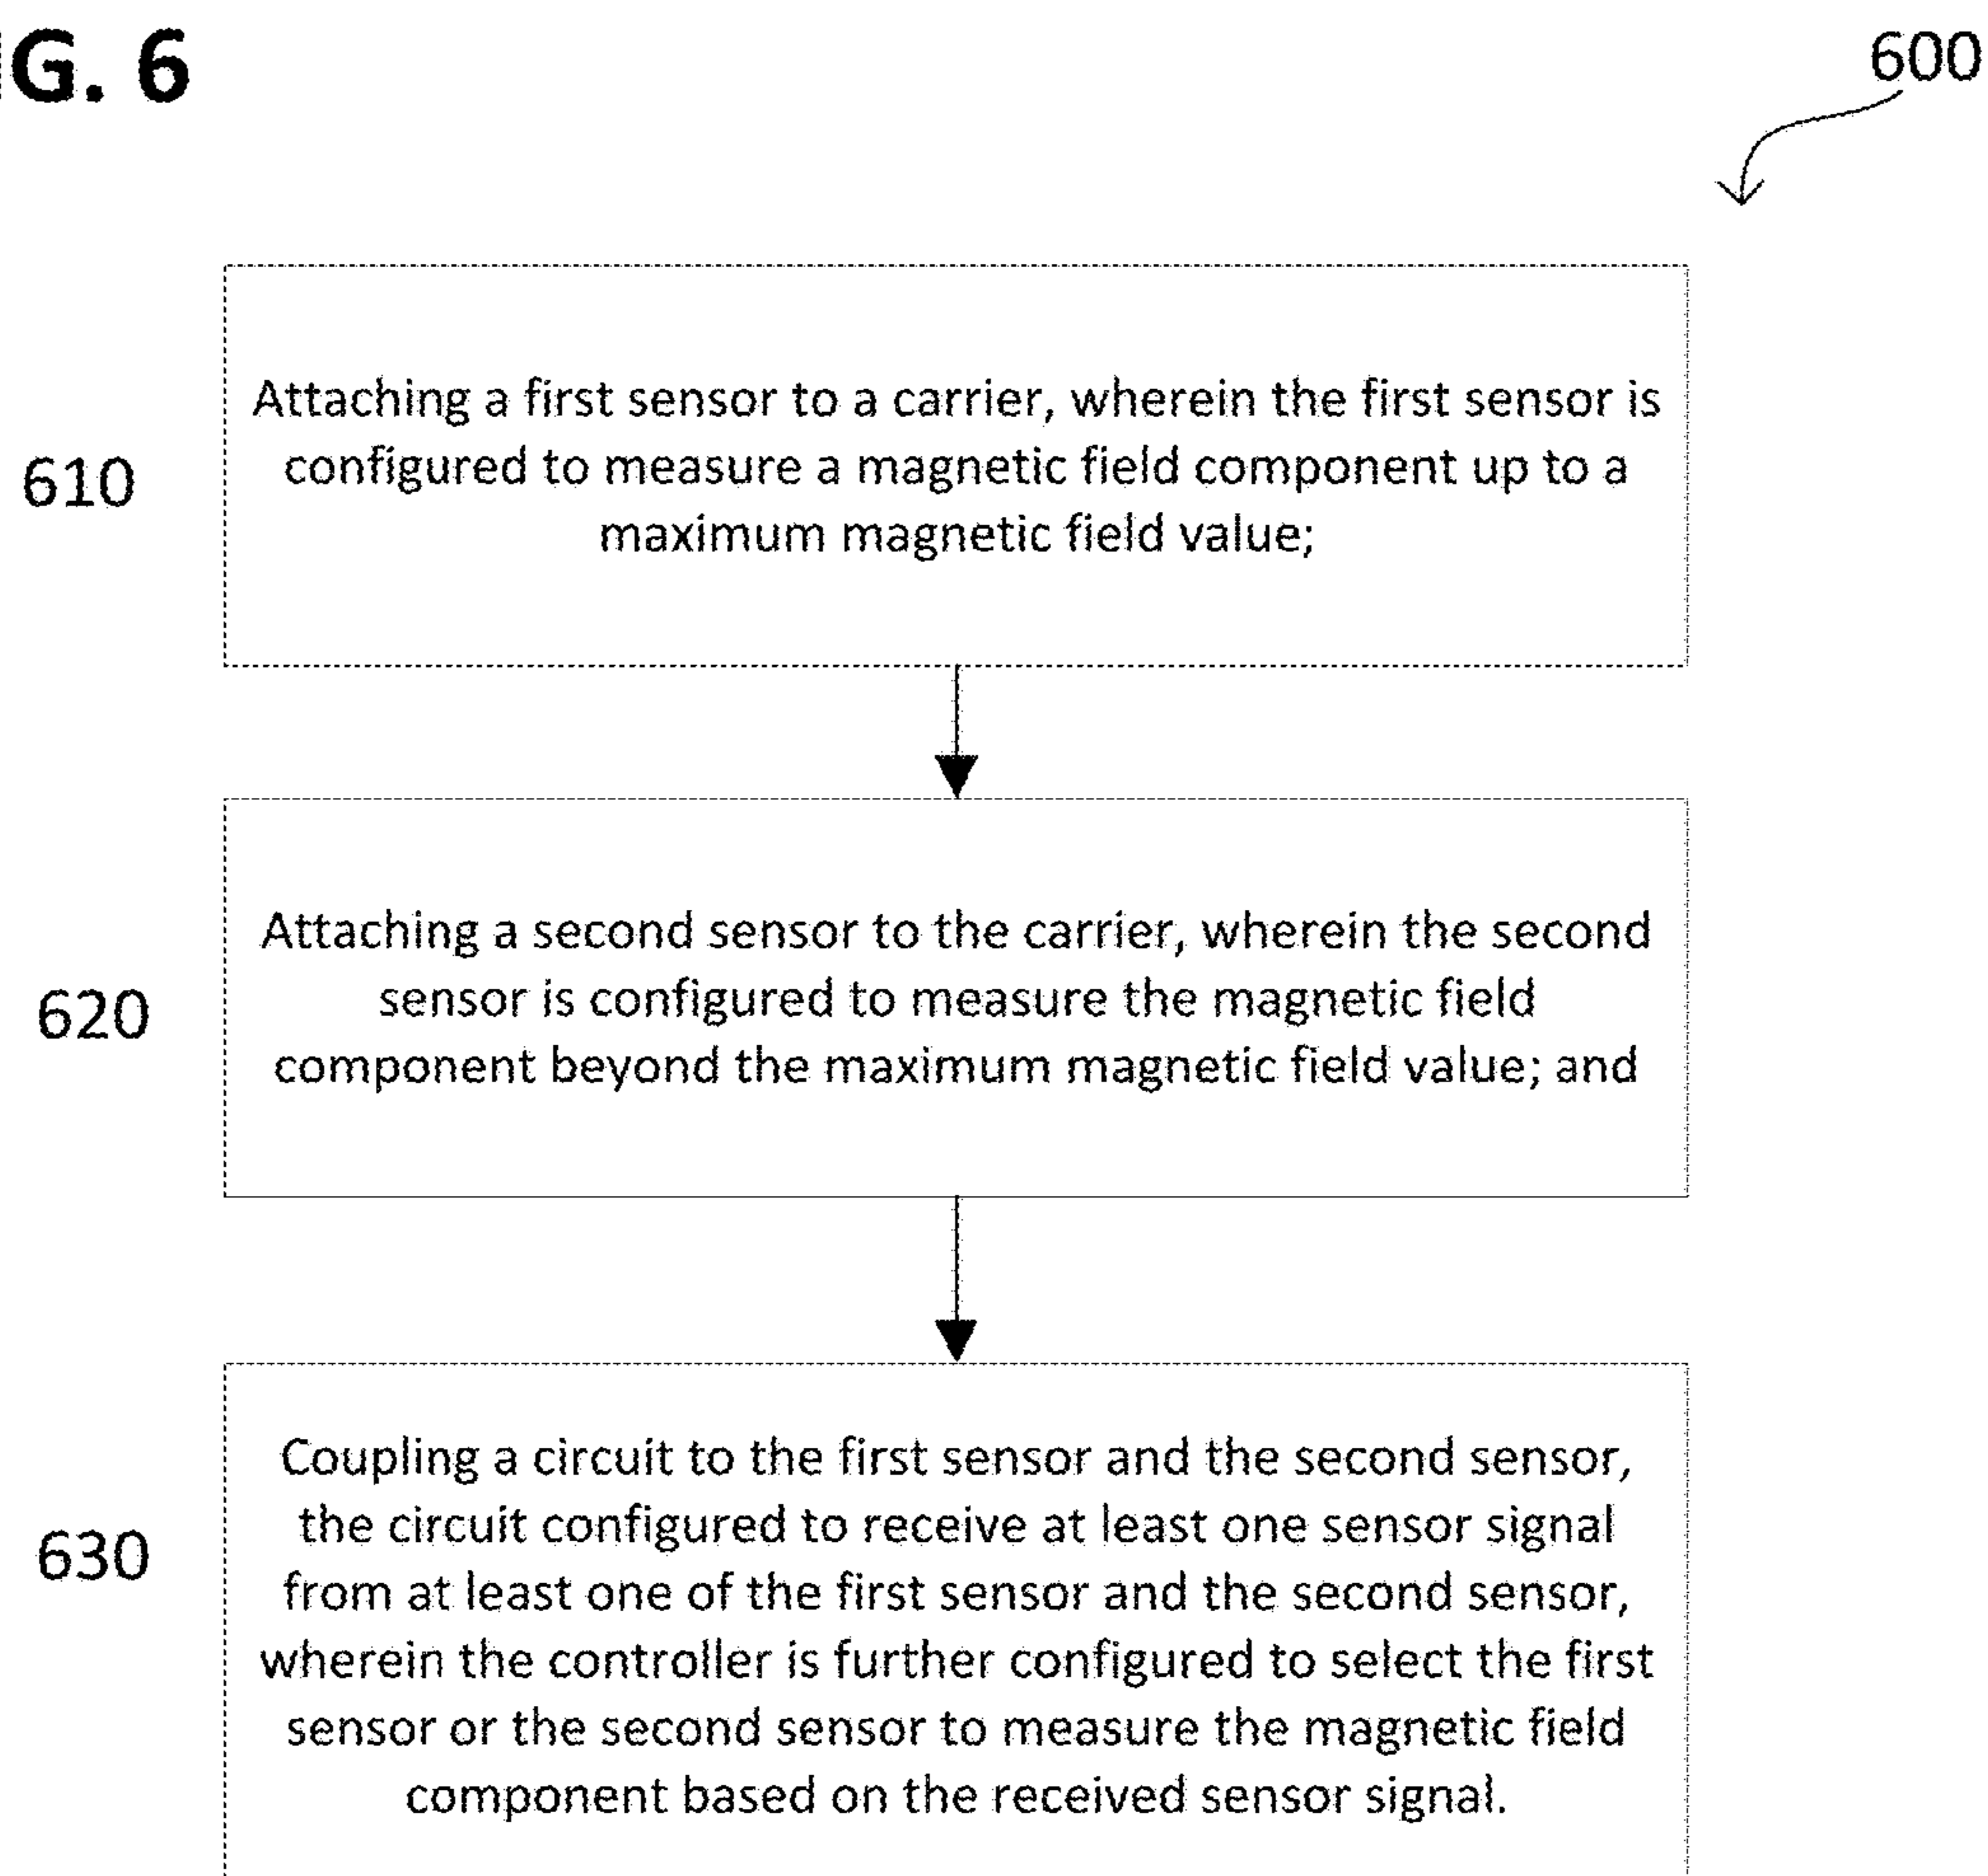 G. 6
600
610
Attaching a first sensor to a carrier, wherein the first sensor is
configured to measure a magnetic field component up to a
maximum magnetic field value;
620
Attaching a second sensor to the carrier, wherein the second
sensor is configured to measure the magnetic field
component beyond the maximum magnetic field value; and
630
Coupling a circuit to the first sensor and the second sensor,
the circuit configured to receive at least one sensor signal
from at least one of the first sensor and the second sensor,
wherein the controller is further configured to select the first
sensor or the second sensor to measure the magnetic field
component based on the received sensor signal.